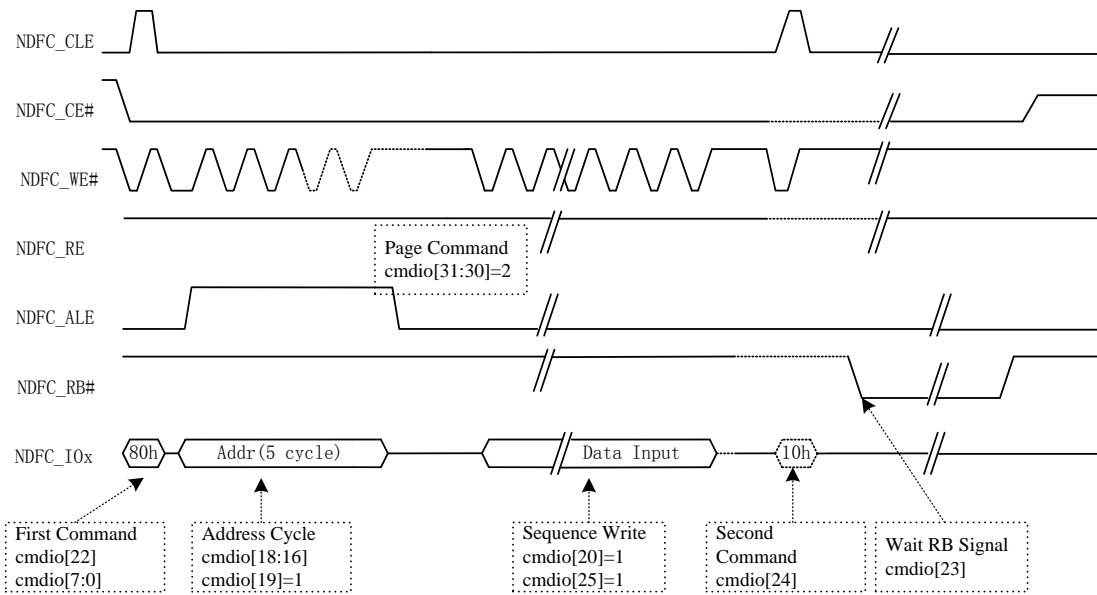 NDFC_CLE
NDFC_CE#
NDFC_WE#
NDFC_RE
Page Command
cmdio[31:30]=2
NDFC_ALE
NDFC_RB#
NDFC_IOx
80h
Addr(5 cycle)
Data Input
10h
First Command
cmdio[22]
cmdio[7:0]
Address Cycle
cmdio[18:16]
cmdio[19]=1
Sequence Write
cmdio[20]=1
cmdio[25]=1
Second
Command
cmdio[24]
Wait RB Signal
cmdio[23]